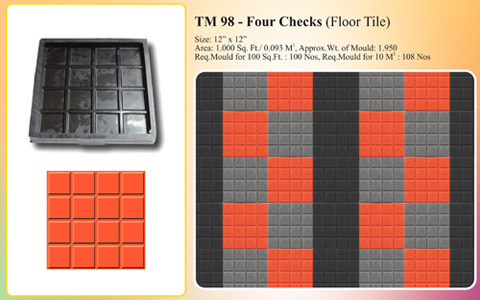 TM 98 - Four Checks (Floor Tile)
Size: 12” x 12”
Area: 1.000 Sq. Ft./ 0.093 M², Approx.Wt. of Mould: 1.950
Req.Mould for 100 Sq.Ft. : 100 Nos, Req.Mould for 10 M² : 108 Nos